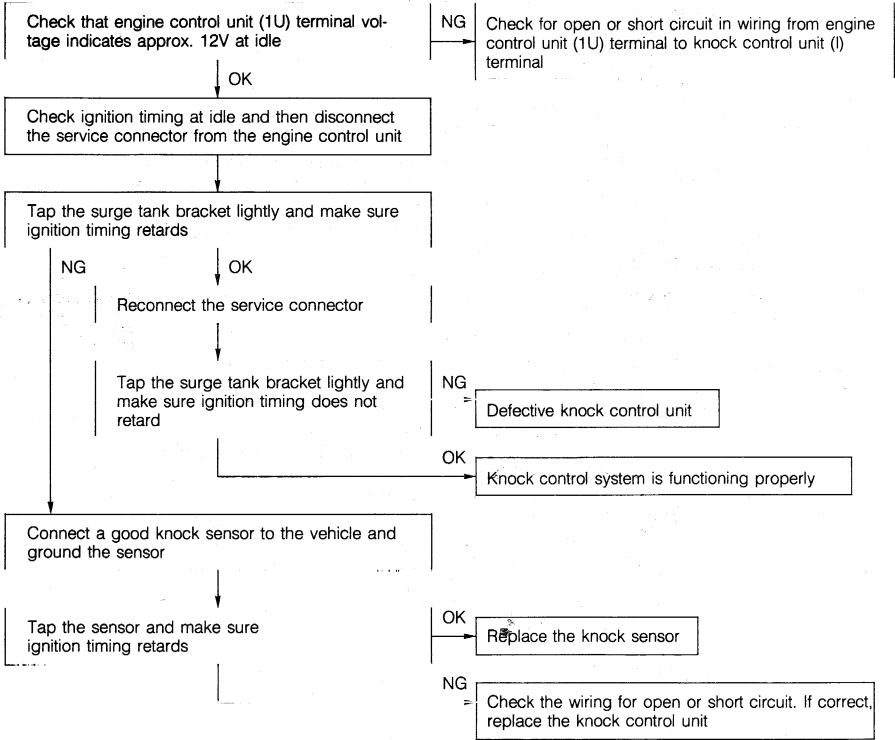 Check that engine control unit (1U) terminal vol-
tage indicates approx. 12V at idle
NG
Check for open or short circuit in wiring from engine
control unit (1U) terminal to knock control unit (I)
terminal
OK
Check ignition timing at idle and then disconnect
the service connector from the engine control unit
Tap the surge tank bracket lightly and make sure
ignition timing retards
NG
OK
Reconnect the service connector
Tap the surge tank bracket lightly and
make sure ignition timing does not
retard
NG
Defective knock control unit
OK
Knock control system is functioning properly
Connect a good knock sensor to the vehicle and
ground the sensor
Tap the sensor and make sure
ignition timing retards
OK
Replace the knock sensor
NG
Check the wiring for open or short circuit. If correct,
replace the knock control unit